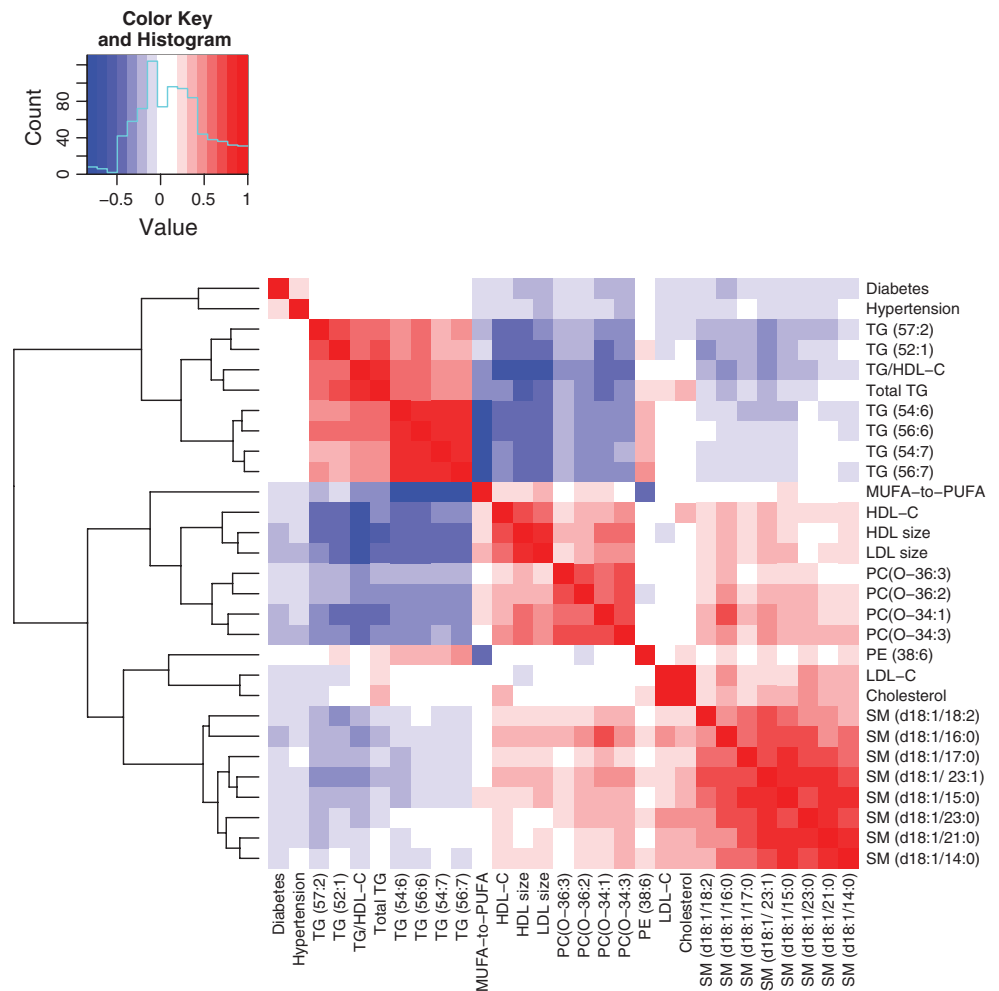 Color Key
and Histogram
Count
0
40
80
−0.5
0
0.5
1
Value
Diabetes
Hypertension
TG (57:2)
TG (52:1)
TG/HDL−C
Total TG
TG (54:6)
TG (56:6)
TG (54:7)
TG (56:7)
MUFA−to−PUFA
HDL−C
HDL size
LDL size
PC(O−36:3)
PC(O−36:2)
PC(O−34:1)
PC(O−34:3)
PE (38:6)
LDL−C
Cholesterol
SM (d18:1/18:2)
SM (d18:1/16:0)
SM (d18:1/17:0)
SM (d18:1/ 23:1)
SM (d18:1/15:0)
SM (d18:1/23:0)
SM (d18:1/21:0)
SM (d18:1/14:0)
Diabetes
Hypertension
TG (57:2)
TG (52:1)
TG/HDL−C
Total TG
TG (54:6)
TG (56:6)
TG (54:7)
TG (56:7)
MUFA−to−PUFA
HDL−C
HDL size
LDL size
PC(O−36:3)
PC(O−36:2)
PC(O−34:1)
PC(O−34:3)
PE (38:6)
LDL−C
Cholesterol
SM (d18:1/18:2)
SM (d18:1/16:0)
SM (d18:1/17:0)
SM (d18:1/ 23:1)
SM (d18:1/15:0)
SM (d18:1/23:0)
SM (d18:1/21:0)
SM (d18:1/14:0)